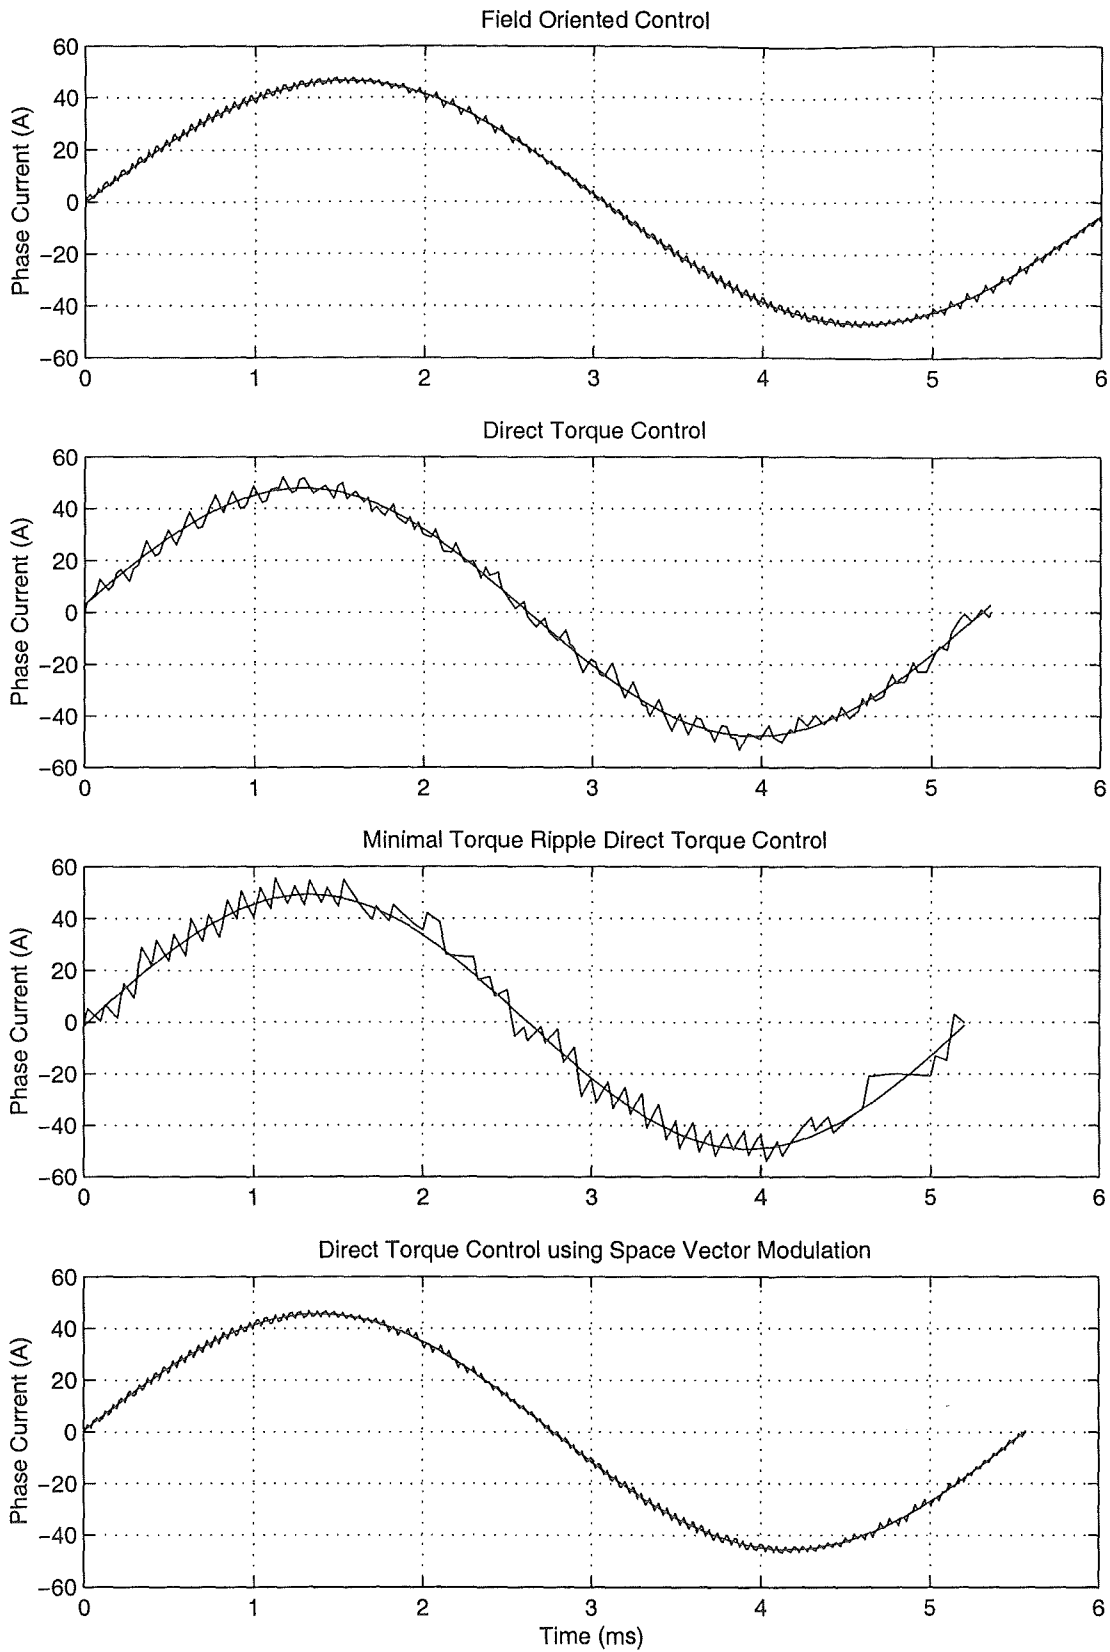 Field Oriented Control
60
40
20
0
−20
−40
−60
Phase Current (A)
0 1 2 3 4 5 6
Direct Torque Control
60
40
20
0
−20
−40
−60
Phase Current (A)
0 1 2 3 4 5 6
Minimal Torque Ripple Direct Torque Control
60
40
20
0
−20
−40
−60
Phase Current (A)
0 1 2 3 4 5 6
Direct Torque Control using Space Vector Modulation
60
40
20
0
−20
−40
−60
Phase Current (A)
0 1 2 3 4 5 6
Time (ms)